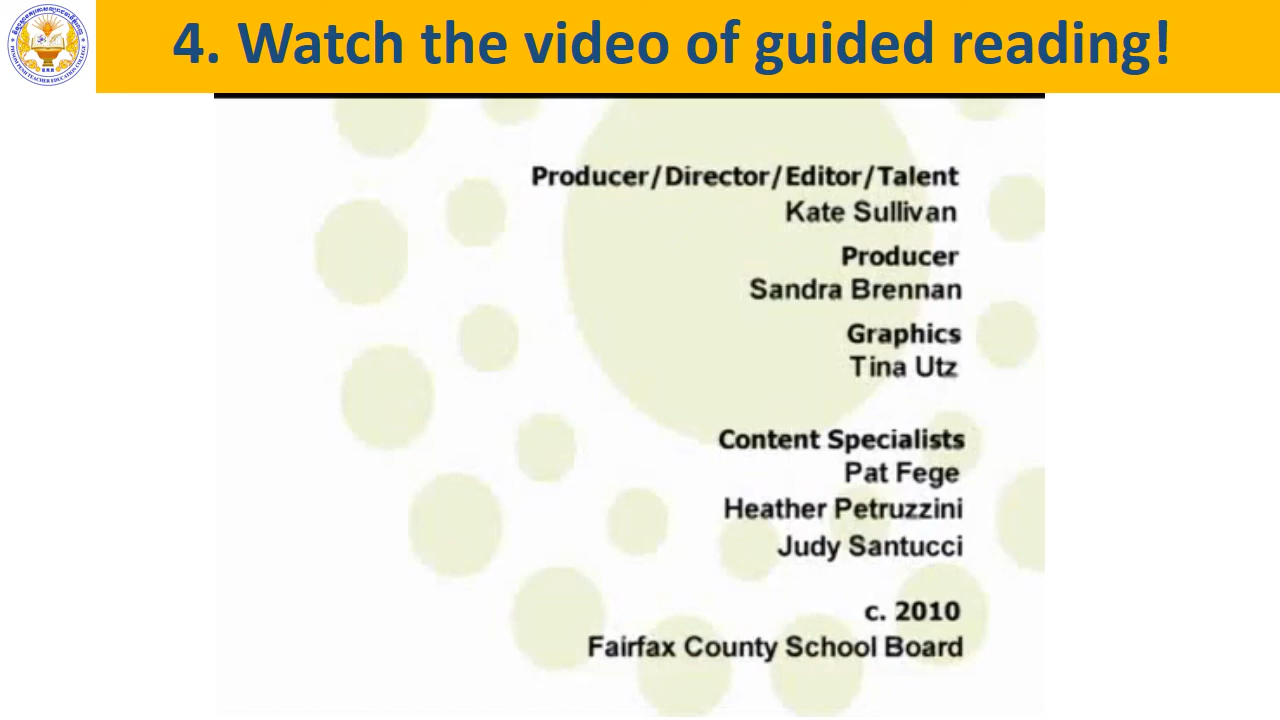 4. Watch the video of guided reading!
Producer/Director/Editor/Talent
Kate Sullivan
Producer
Sandra Brennan
Graphics
Tina Utz
Content Specialists
Pat Fege
Heather Petruzzini
Judy Santucci
c. 2010
Fairfax County School Board